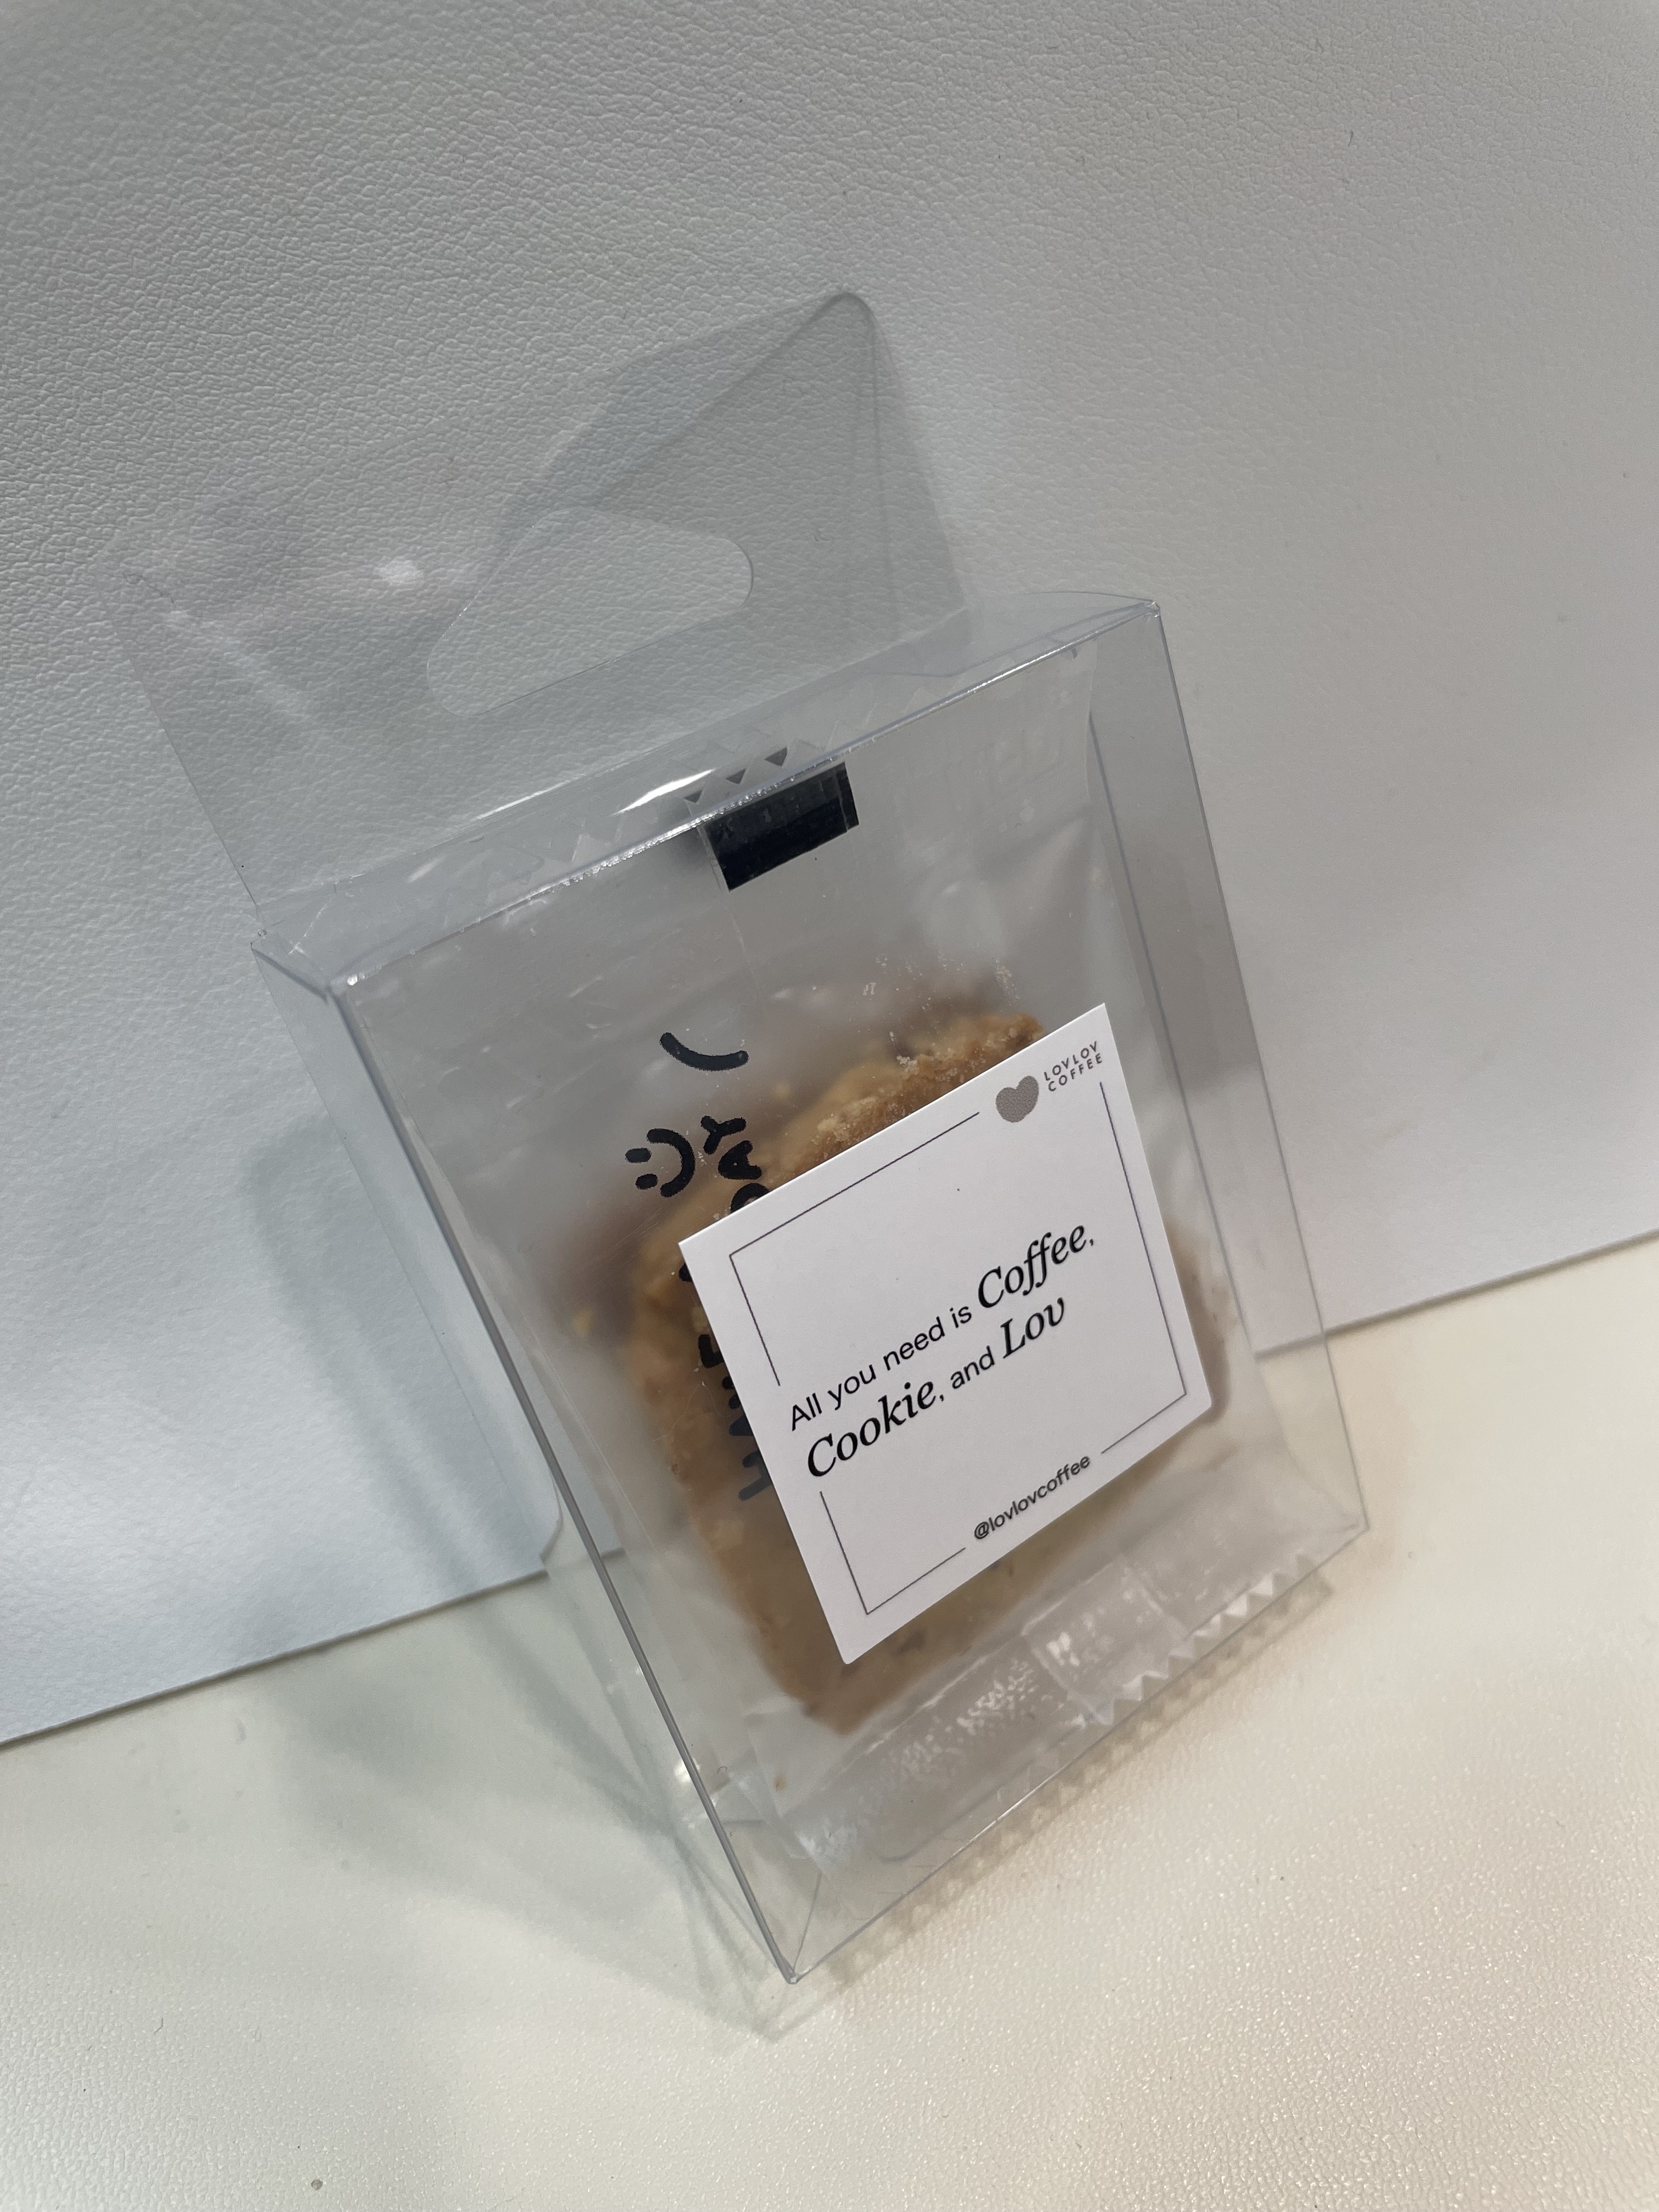 LOVLOV
COFFEE
All you need is Coffee,
Cookie, and Lov
@lovlovcoffee